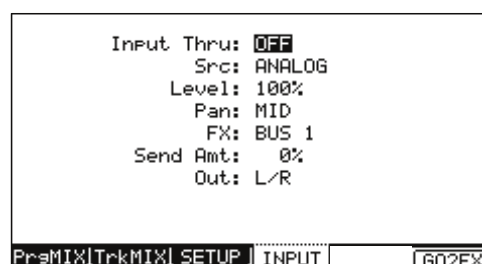 Input Thru: OFF
Src: ANALOG
Level: 100%
Pan: MID
FX: BUS 1
Send Amt: 0%
Out: L/R
PrgMIX|TrkMIX| SETUP | INPUT | GO2FX